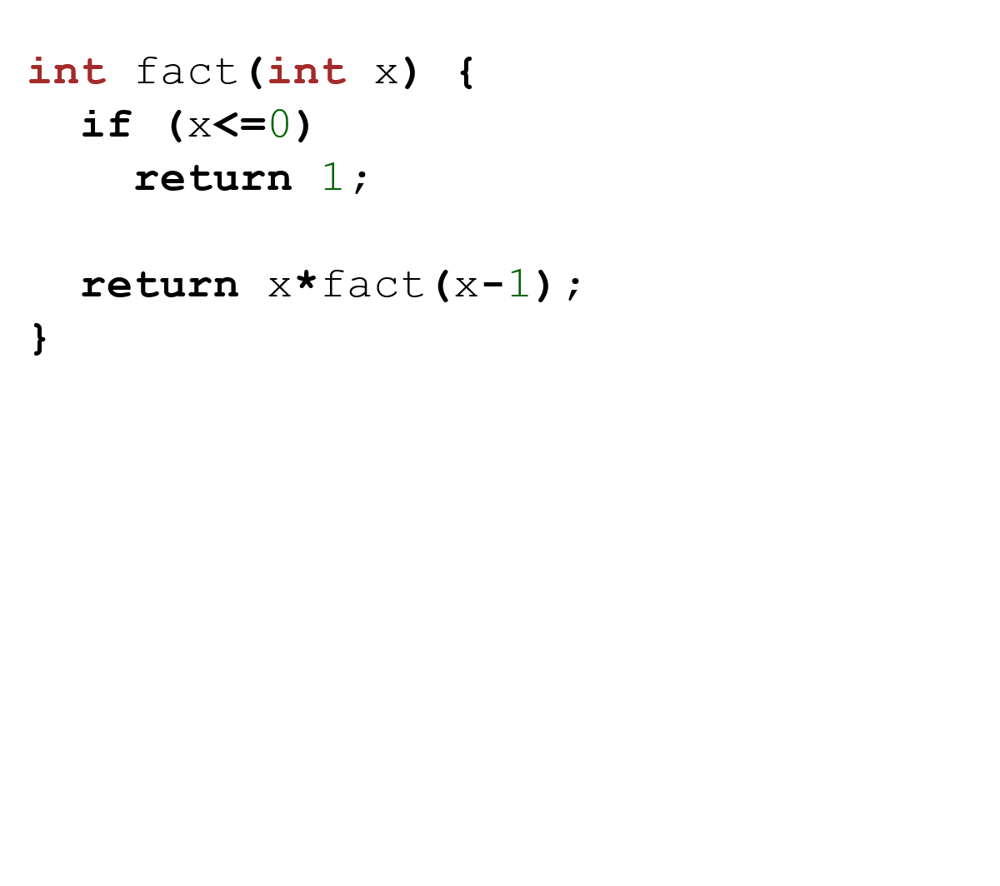 int fact(int x) {
  if (x<=0)
    return 1;

  return x*fact(x-1);
}